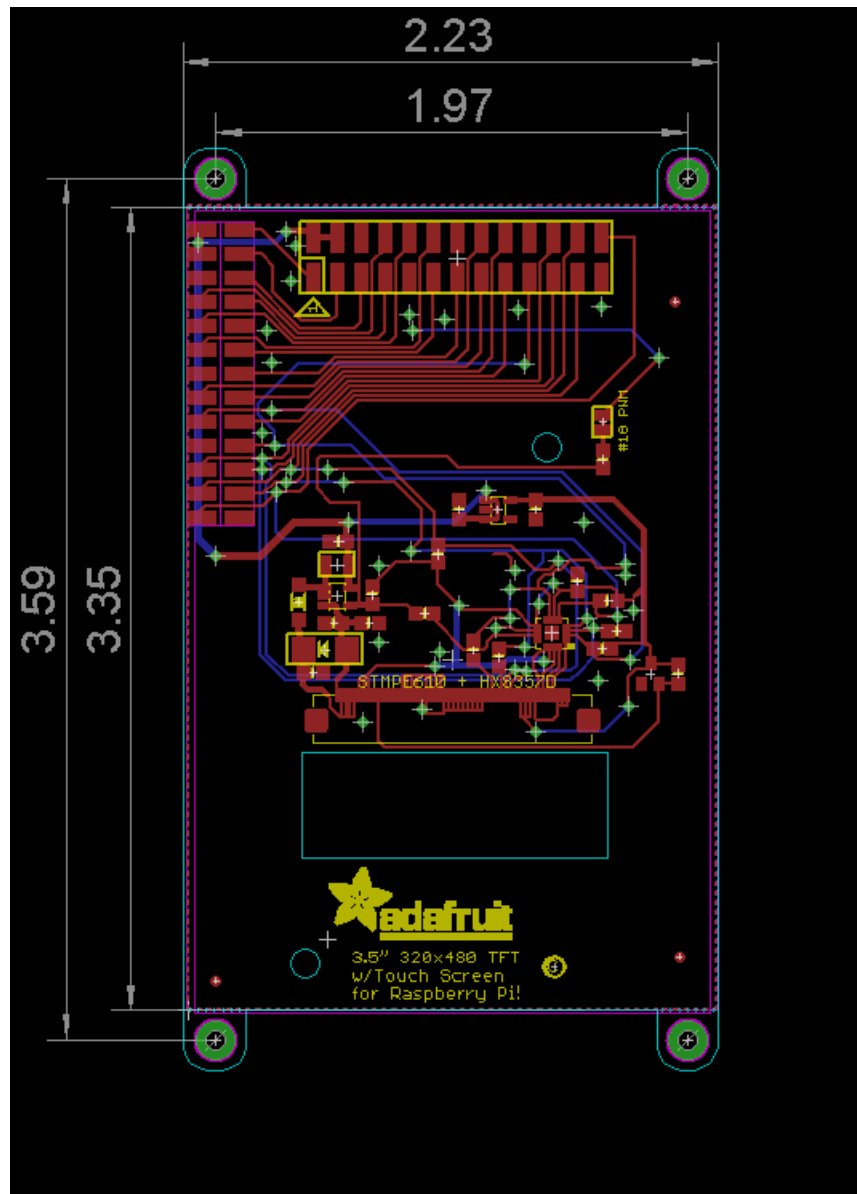 2.23
1.97
3.59
3.35
#18 PWM
STMPE610 + HX8357D
adafruit
3.5" 320x480 TFT
w/Touch Screen
for Raspberry Pi!